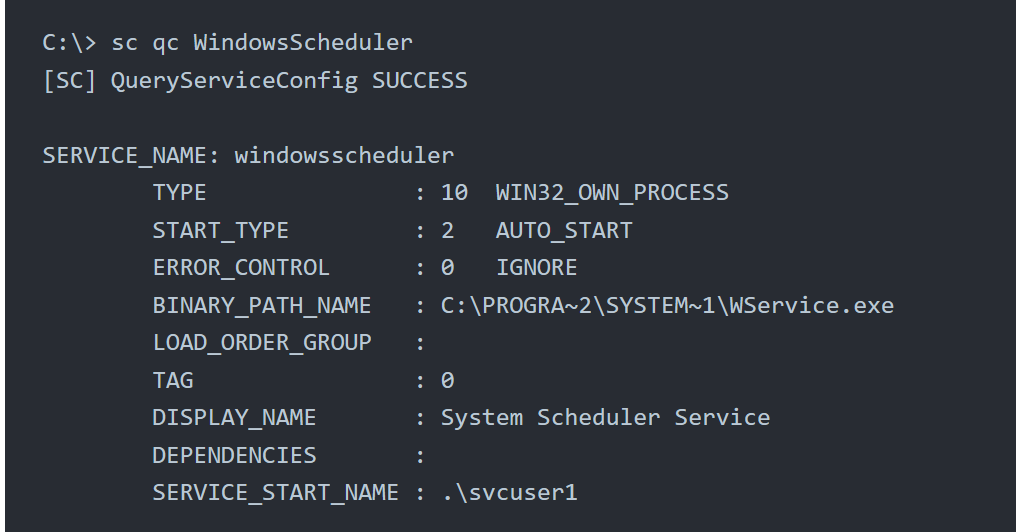 C:\> sc qc WindowsScheduler
[SC] QueryServiceConfig SUCCESS
SERVICE_NAME: windowsscheduler
TYPE : 10 WIN32_OWN_PROCESS
START_TYPE : 2 AUTO_START
ERROR_CONTROL : 0 IGNORE
BINARY_PATH_NAME : C:\PROGRA~2\SYSTEM~1\WService.exe
LOAD_ORDER_GROUP :
TAG : 0
DISPLAY_NAME : System Scheduler Service
DEPENDENCIES :
SERVICE_START_NAME : .\svcuser1